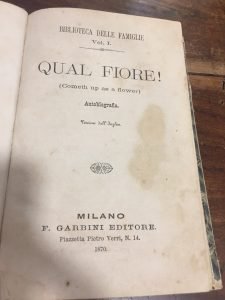 BIBLIOTECA DELLE FAMIGLIE
Vol. I.
QUAL FIORE!
(Cometh up as a flower)
Autobiografia.
Versione dall'Inglese.
MILANO
F. GARBINI EDITORE.
Piazzetta Pietro Verri, N. 14.
1870.